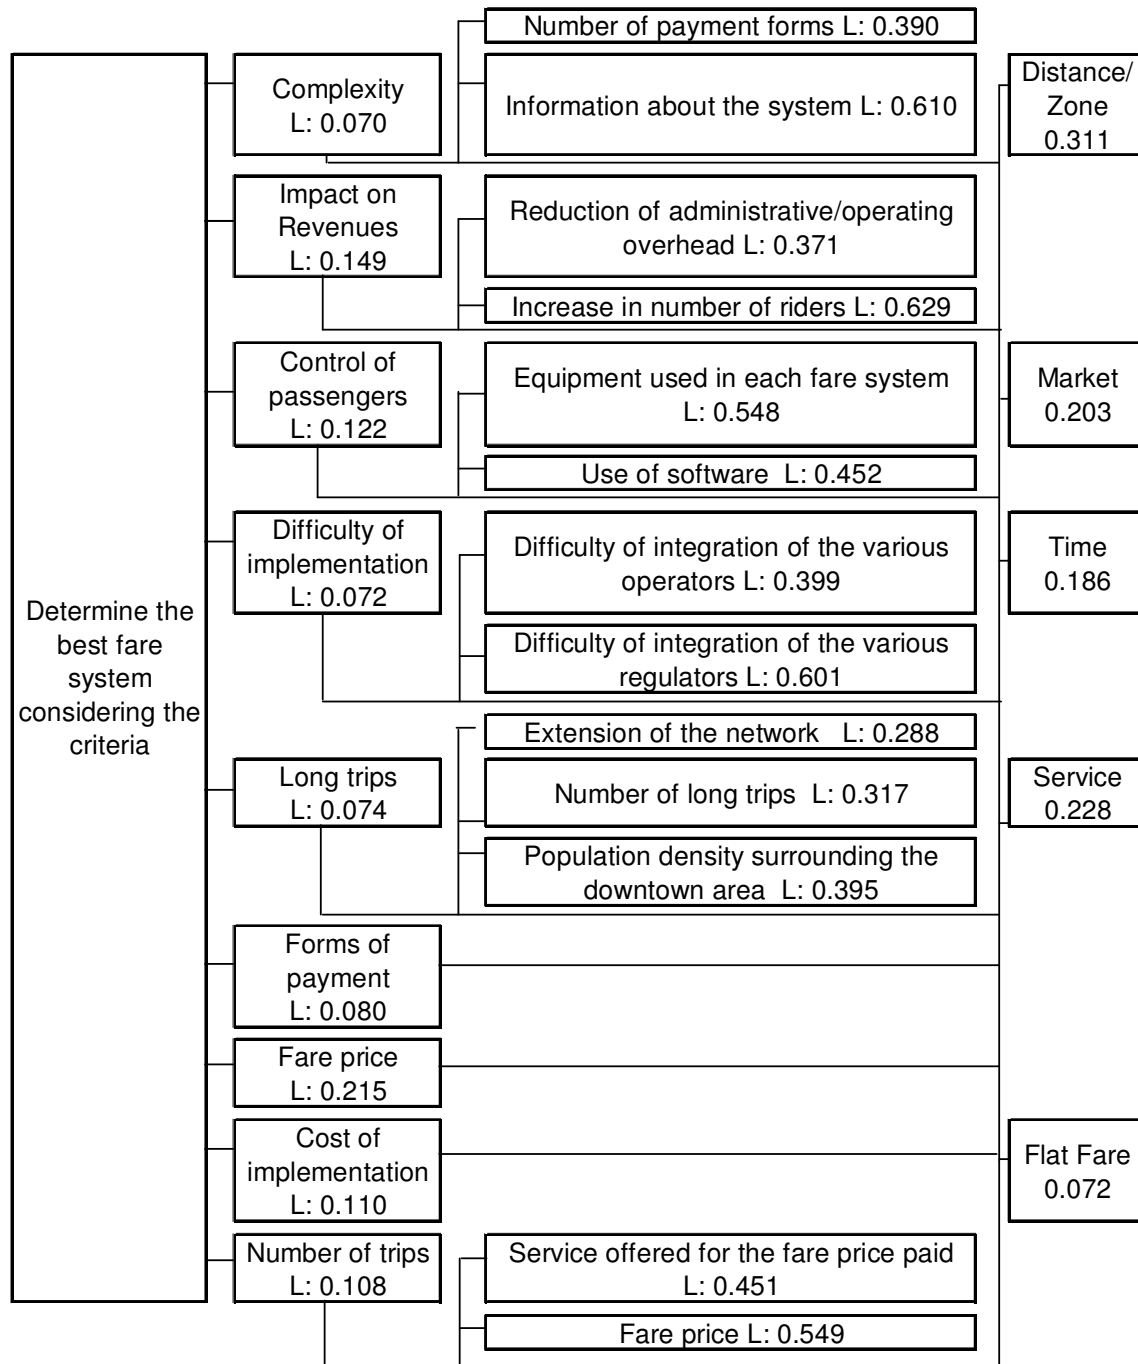 Determine the
best fare
system
considering the
criteria
Complexity
L: 0.070
Number of payment forms L: 0.390
Information about the system L: 0.610
Impact on
Revenues
L: 0.149
Reduction of administrative/operating
overhead L: 0.371
Increase in number of riders L: 0.629
Control of
passengers
L: 0.122
Equipment used in each fare system
L: 0.548
Use of software  L: 0.452
Difficulty of
implementation
L: 0.072
Difficulty of integration of the various
operators L: 0.399
Difficulty of integration of the various
regulators L: 0.601
Long trips
L: 0.074
Extension of the network   L: 0.288
Number of long trips  L: 0.317
Population density surrounding the
downtown area  L: 0.395
Forms of
payment
L: 0.080
Fare price
L: 0.215
Cost of
implementation
L: 0.110
Number of trips
L: 0.108
Service offered for the fare price paid
L: 0.451
Fare price L: 0.549
Distance/
Zone
0.311
Market
0.203
Time
0.186
Service
0.228
Flat Fare
0.072